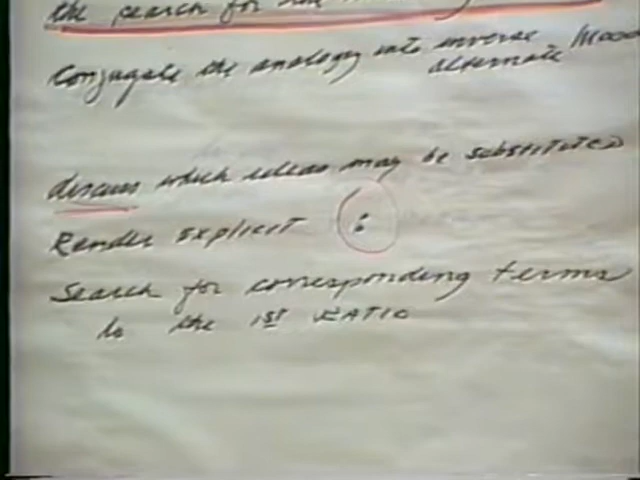 the search for
Conjugate the analogy into inverse
alternate
discuss which ideas may be substituted
Render explicit :
Search for corresponding terms
to the 1st RATIO